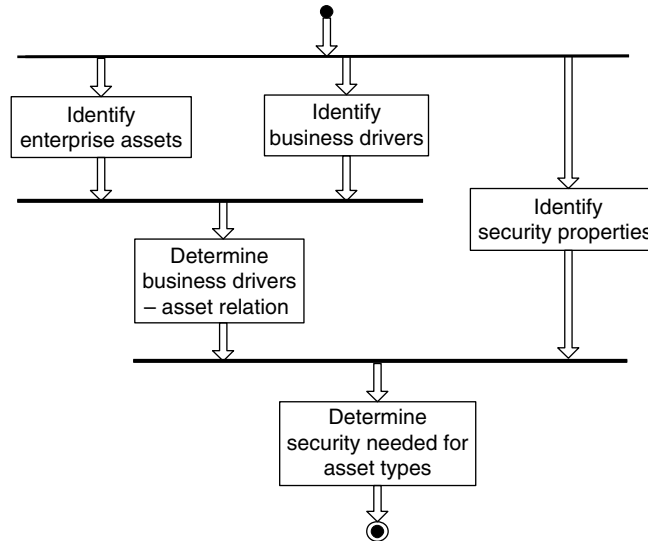 Identify
enterprise assets
Identify
business drivers
Identify
security properties
Determine
business drivers
– asset relation
Determine
security needed for
asset types